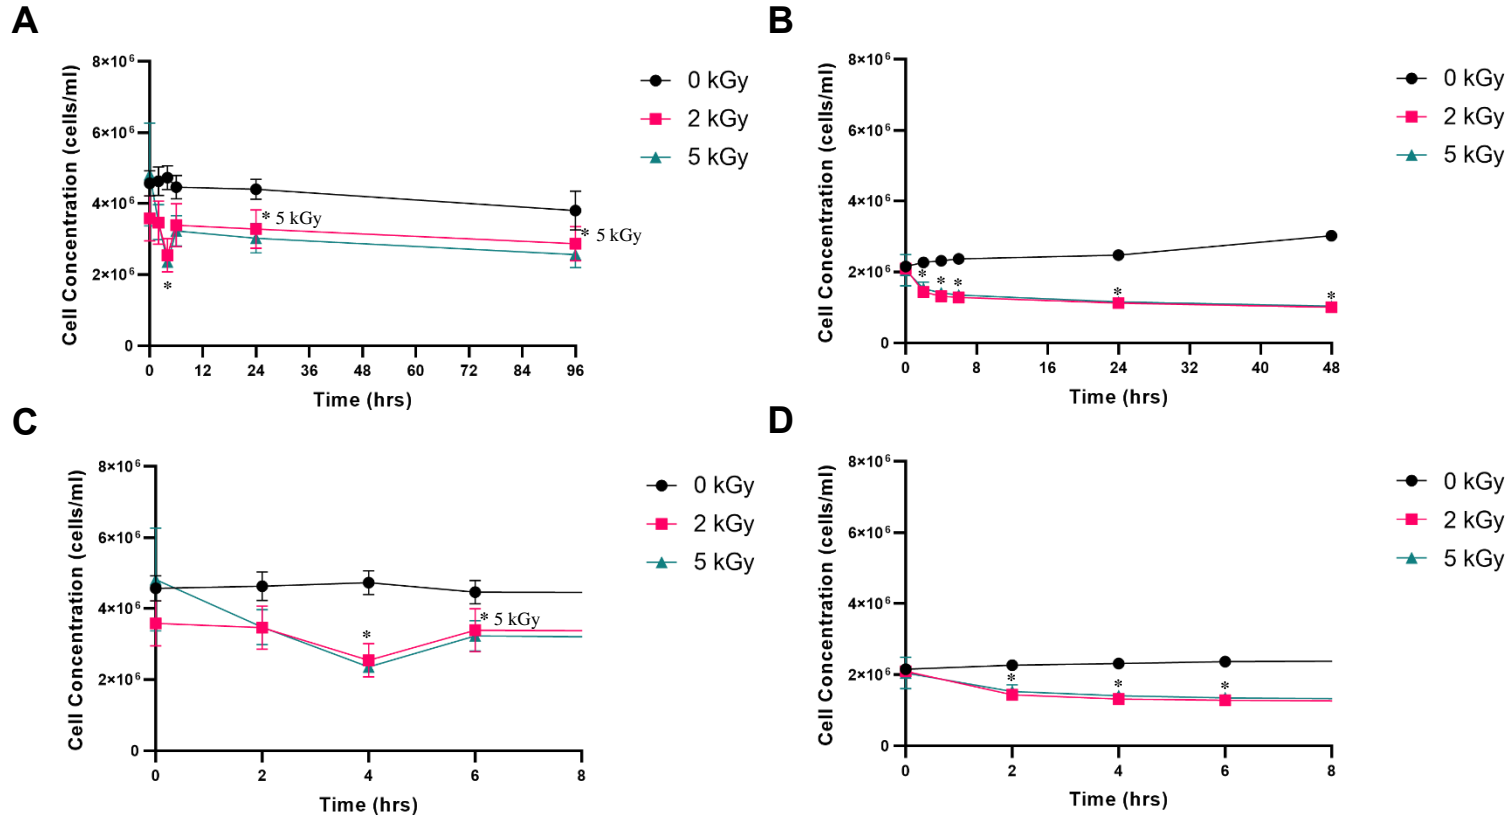 A
Cell Concentration (cells/ml)
8×10⁶
6×10⁶
4×10⁶
2×10⁶
0
0 12 24 36 48 60 72 84 96
Time (hrs)
* 5 kGy
* 5 kGy
*
0 kGy
2 kGy
5 kGy
B
Cell Concentration (cells/ml)
8×10⁶
6×10⁶
4×10⁶
2×10⁶
0
0 8 16 24 32 40 48
Time (hrs)
* * * * *
0 kGy
2 kGy
5 kGy
C
Cell Concentration (cells/ml)
8×10⁶
6×10⁶
4×10⁶
2×10⁶
0
0 2 4 6 8
Time (hrs)
*
* 5 kGy
0 kGy
2 kGy
5 kGy
D
Cell Concentration (cells/ml)
8×10⁶
6×10⁶
4×10⁶
2×10⁶
0
0 2 4 6 8
Time (hrs)
* * *
0 kGy
2 kGy
5 kGy